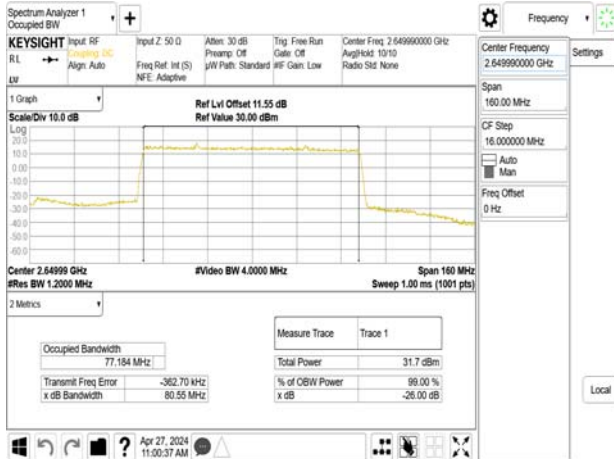 Spectrum Analyzer 1
Occupied BW
Frequency
KEYSIGHT Input: RF
Coupling: DC
Align: Auto
RL
LXI
Input Z: 50 Ω
Freq Ref: Int (S)
NFE: Adaptive
Atten: 30 dB
Preamp: Off
µW Path: Standard
Trig: Free Run
Gate: Off
#IF Gain: Low
Center Freq: 2.649990000 GHz
Avg|Hold: 10/10
Radio Std: None
Center Frequency
2.649990000 GHz
Settings
Span
160.00 MHz
CF Step
16.000000 MHz
Auto
Man
Freq Offset
0 Hz
Local
1 Graph
Scale/Div 10.0 dB
Ref Lvl Offset 11.55 dB
Ref Value 30.00 dBm
Log
20.0
10.0
0.00
-10.0
-20.0
-30.0
-40.0
-50.0
-60.0
Center 2.64999 GHz
#Res BW 1.2000 MHz
#Video BW 4.0000 MHz
Span 160 MHz
Sweep 1.00 ms (1001 pts)
2 Metrics
Measure Trace Trace 1
Occupied Bandwidth
77.184 MHz
Total Power 31.7 dBm
Transmit Freq Error -362.70 kHz
% of OBW Power 99.00 %
x dB Bandwidth 80.55 MHz
x dB -26.00 dB
Apr 27, 2024
11:00:37 AM